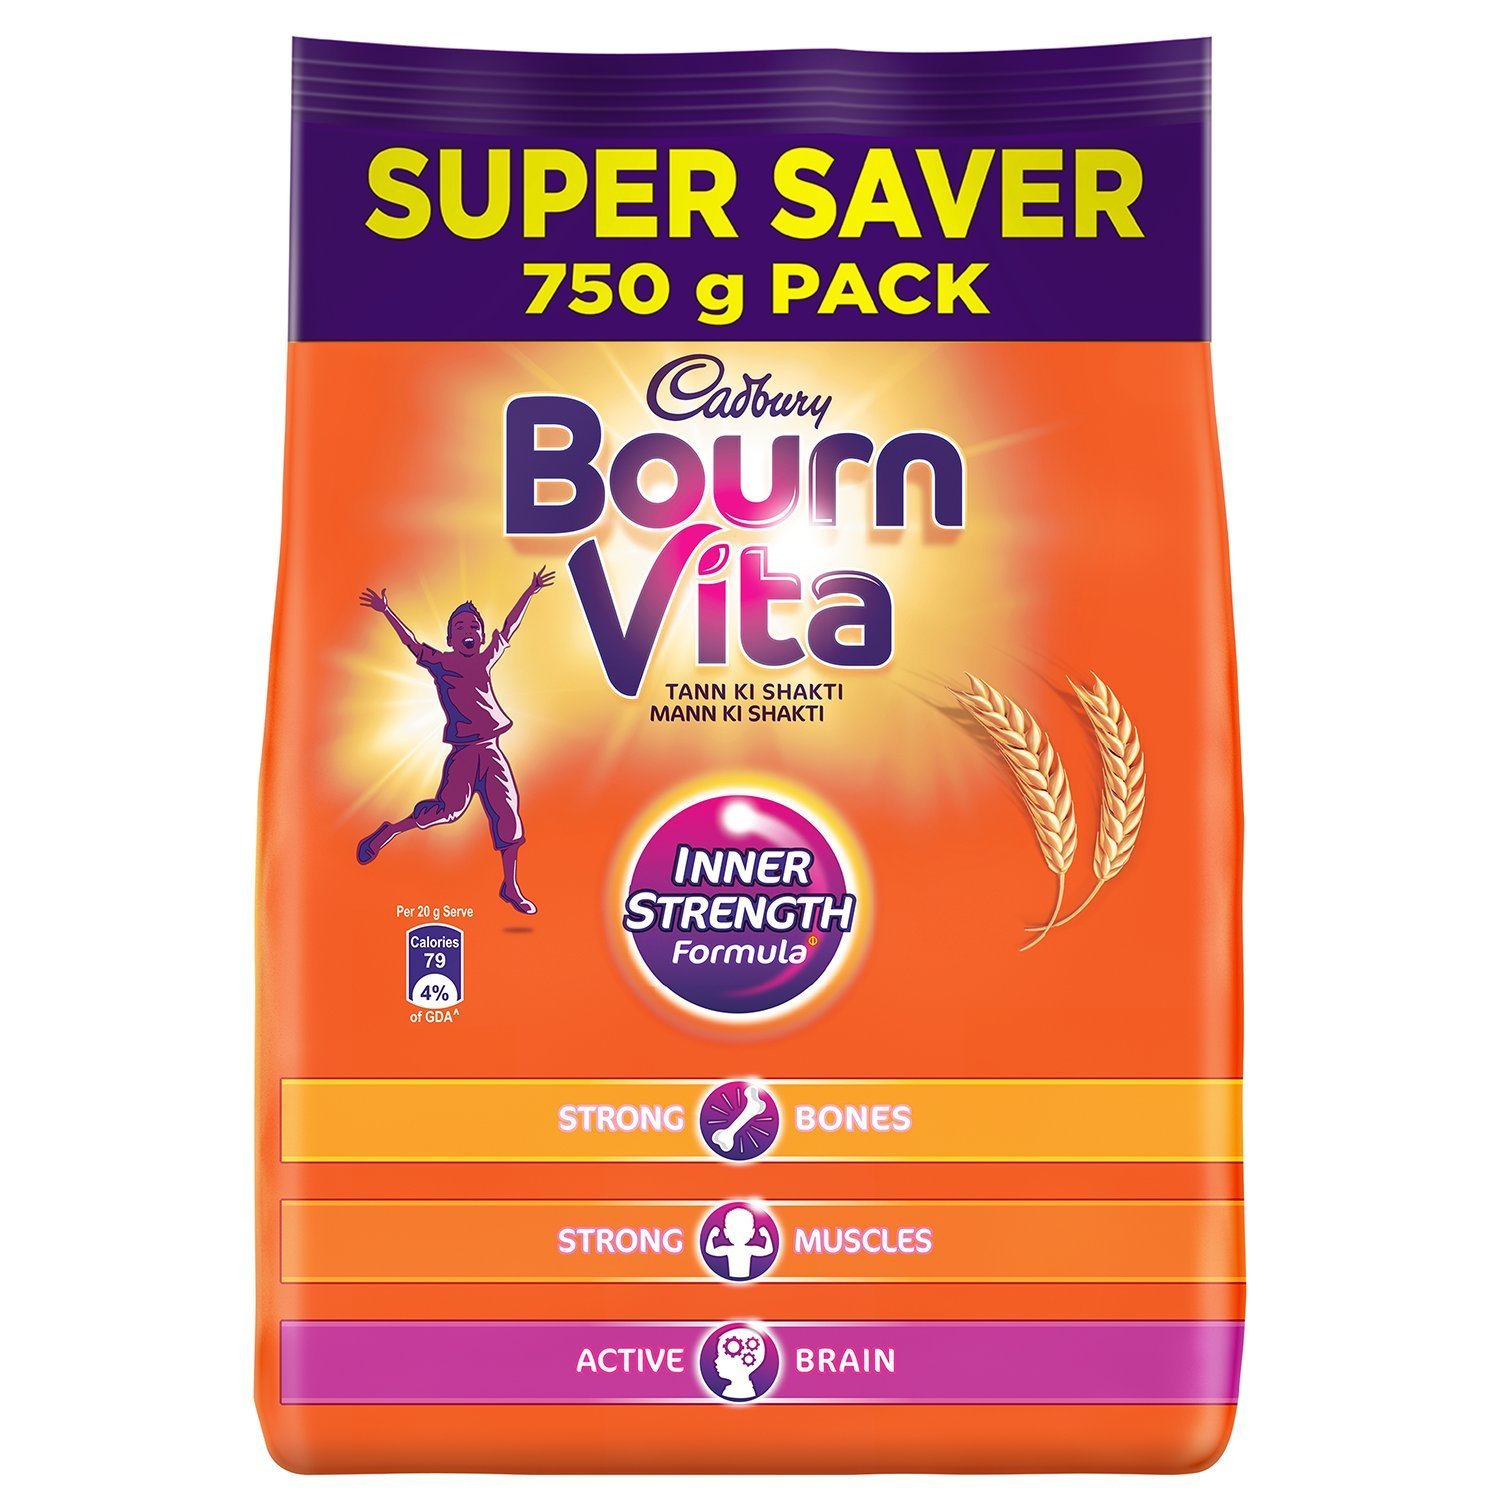 SUPER SAVER
750 g PACK
Cadbury
Bourn
Vita
TANN KI SHAKTI
MANN KI SHAKTI
INNER
STRENGTH
Formula
Per 20 g Serve
Calories
79
4%
of GDA^
STRONG BONES
STRONG MUSCLES
ACTIVE BRAIN